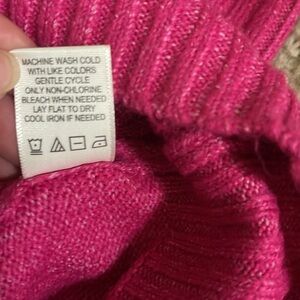 MACHINE WASH COLD
WITH LIKE COLORS
GENTLE CYCLE
ONLY NON-CHLORINE
BLEACH WHEN NEEDED
LAY FLAT TO DRY
COOL IRON IF NEEDED